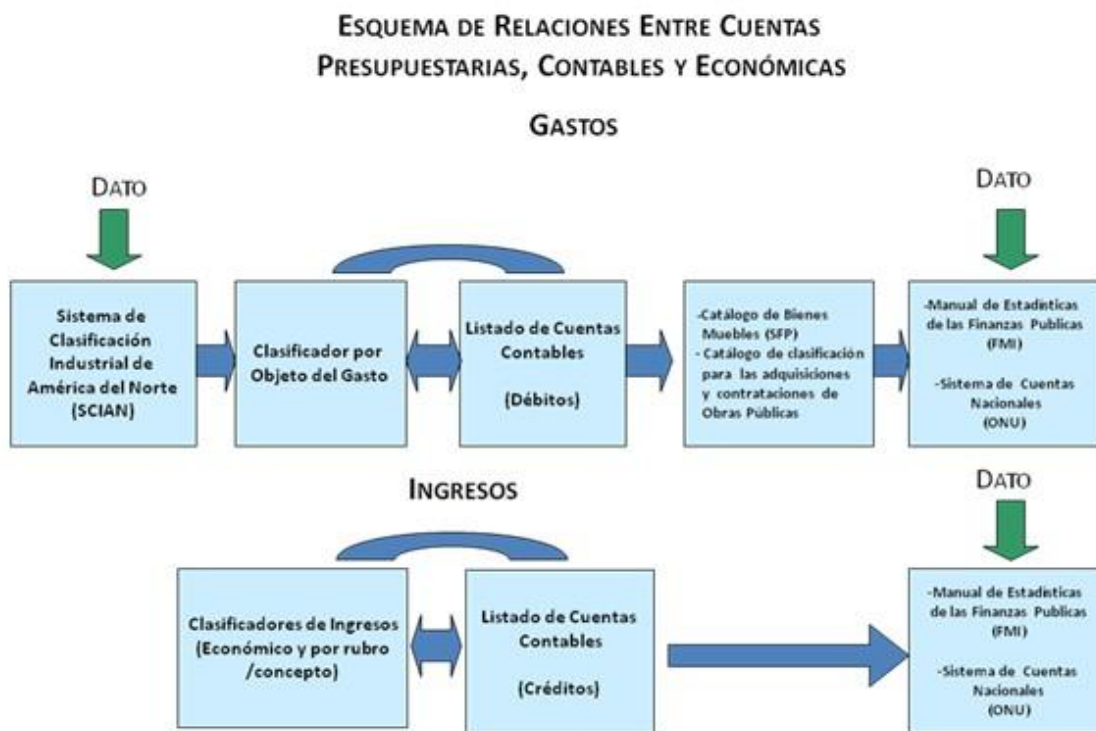 ESQUEMA DE RELACIONES ENTRE CUENTAS
PRESUPUESTARIAS, CONTABLES Y ECONÓMICAS
GASTOS
DATO
DATO
Sistema de
Clasificación
Industrial de
América del Norte
(SCIAN)
Clasificador por
Objeto del Gasto
Listado de Cuentas
Contables
(Débitos)
-Catálogo de Bienes
Muebles (SFP)
- Catálogo de clasificación
para las adquisiciones
y contrataciones de
Obras Públicas
-Manual de Estadísticas
de las Finanzas Publicas
(FMI)
-Sistema de Cuentas
Nacionales
(ONU)
INGRESOS
DATO
Clasificadores de Ingresos
(Económico y por rubro
/concepto)
Listado de Cuentas
Contables
(Créditos)
-Manual de Estadísticas
de las Finanzas Publicas
(FMI)
-Sistema de Cuentas
Nacionales
(ONU)